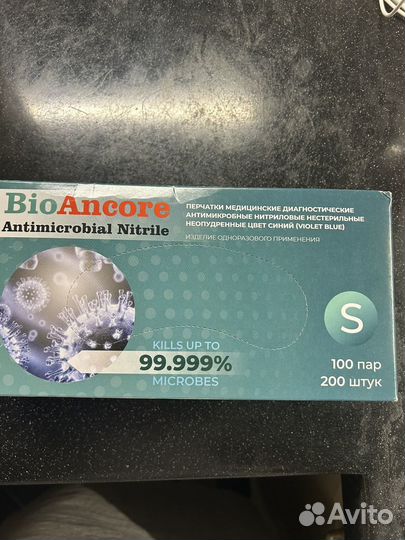 BioAncore
Antimicrobial Nitrile
ПЕРЧАТКИ МЕДИЦИНСКИЕ ДИАГНОСТИЧЕСКИЕ
АНТИМИКРОБНЫЕ НИТРИЛОВЫЕ НЕСТЕРИЛЬНЫЕ
НЕОПУДРЕННЫЕ ЦВЕТ СИНИЙ (VIOLET BLUE)
ИЗДЕЛИЕ ОДНОРАЗОВОГО ПРИМЕНЕНИЯ
S
KILLS UP TO
99.999%
MICROBES
100 пар
200 штук
Avito